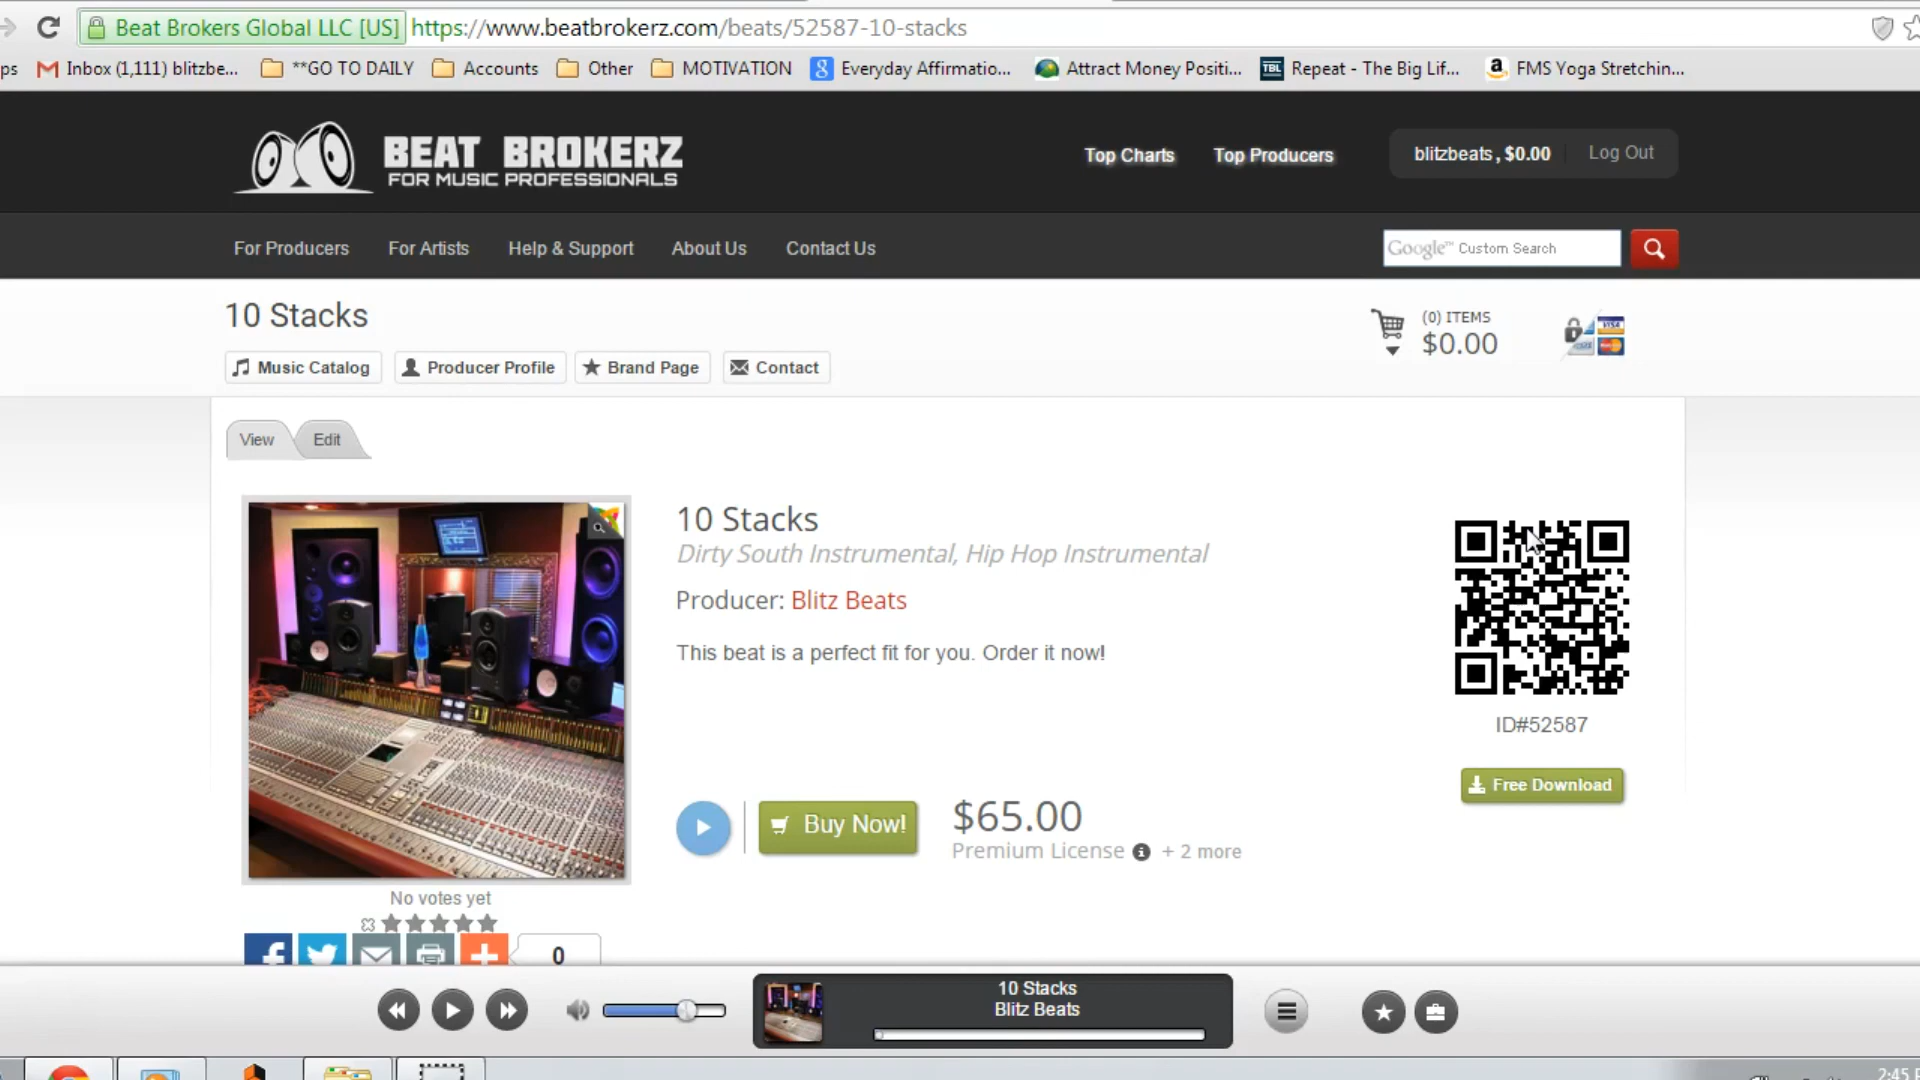 Beat Brokers Global LLC [US] https://www.beatbrokerz.com/beats/52587-10-stacks
ps Inbox (1,111) blitzbe... **GO TO DAILY Accounts Other MOTIVATION Everyday Affirmatio... Attract Money Positi... TBL Repeat - The Big Lif... FMS Yoga Stretchin...
BEAT BROKERZ
FOR MUSIC PROFESSIONALS
Top Charts Top Producers blitzbeats , $0.00 Log Out
For Producers For Artists Help & Support About Us Contact Us Google™ Custom Search
10 Stacks
(0) ITEMS
$0.00
VISA
Music Catalog Producer Profile Brand Page Contact
View Edit
10 Stacks
Dirty South Instrumental, Hip Hop Instrumental
Producer: Blitz Beats
This beat is a perfect fit for you. Order it now!
ID#52587
Free Download
Buy Now! $65.00
Premium License + 2 more
No votes yet
0
10 Stacks
Blitz Beats
2:45